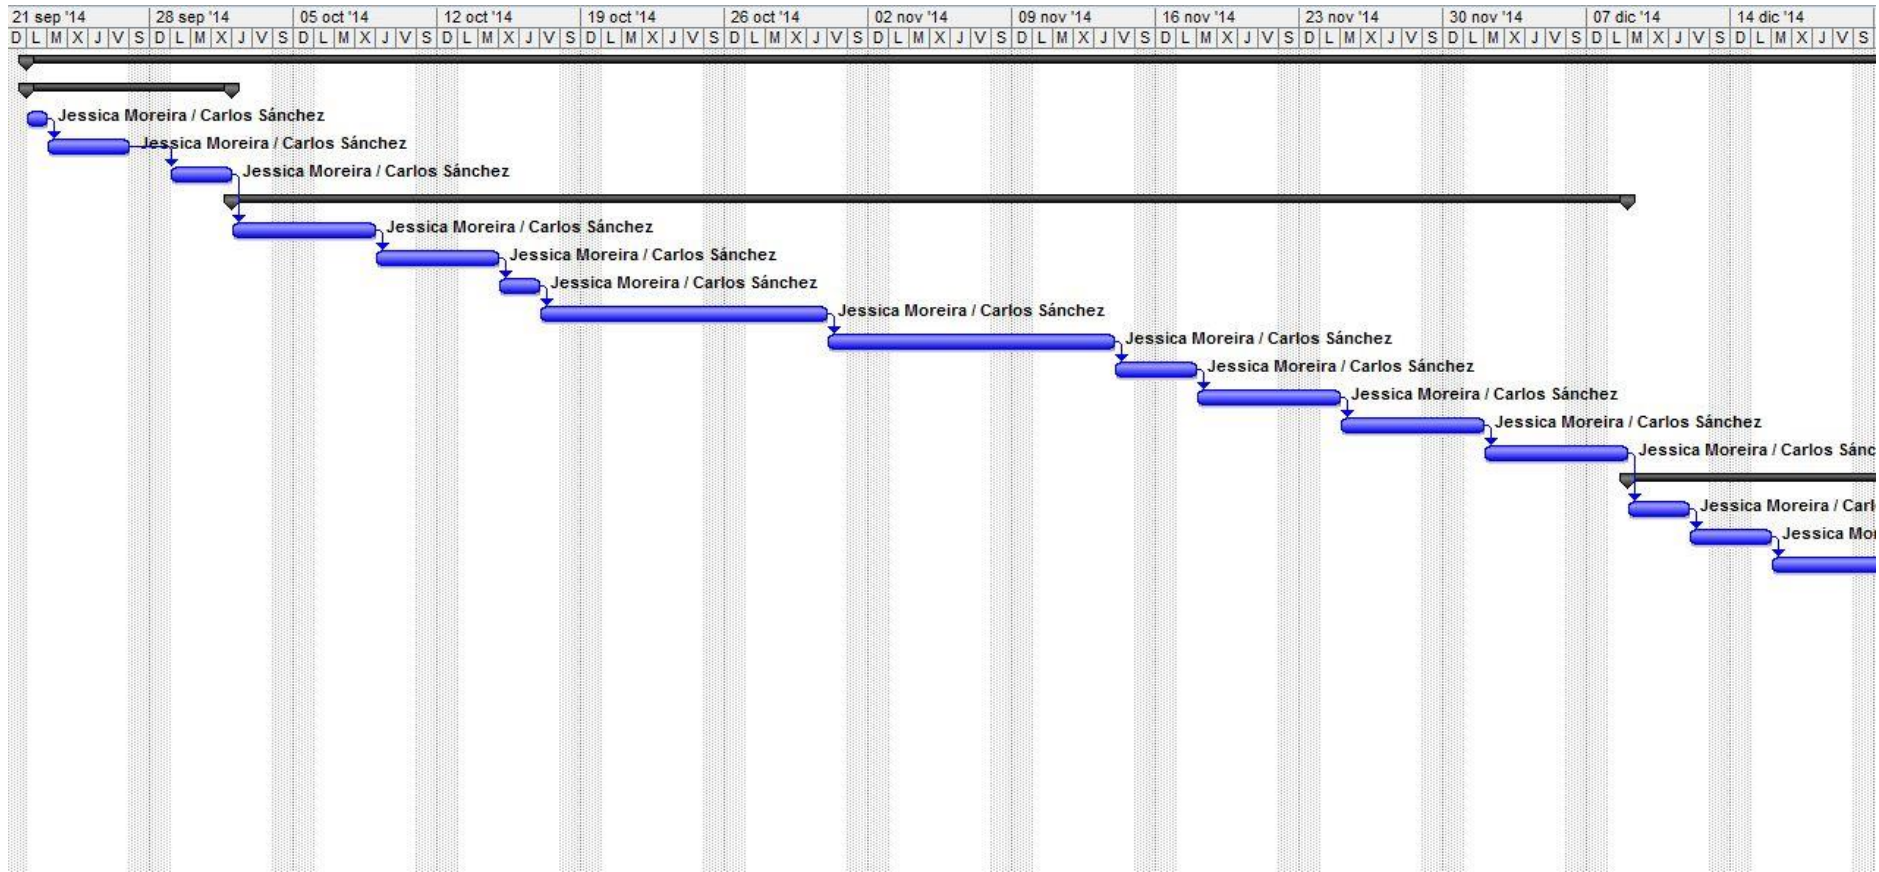 21 sep '14 28 sep '14 05 oct '14 12 oct '14 19 oct '14 26 oct '14 02 nov '14 09 nov '14 16 nov '14 23 nov '14 30 nov '14 07 dic '14 14 dic '14
D L M X J V S D L M X J V S D L M X J V S D L M X J V S D L M X J V S D L M X J V S D L M X J V S D L M X J V S D L M X J V S D L M X J V S D L M X J V S D L M X J V S D L M X J V S
Jessica Moreira / Carlos Sánchez
Jessica Moreira / Carlos Sánchez
Jessica Moreira / Carlos Sánchez
Jessica Moreira / Carlos Sánchez
Jessica Moreira / Carlos Sánchez
Jessica Moreira / Carlos Sánchez
Jessica Moreira / Carlos Sánchez
Jessica Moreira / Carlos Sánchez
Jessica Moreira / Carlos Sánchez
Jessica Moreira / Carlos Sánchez
Jessica Moreira / Carlos Sánchez
Jessica Moreira / Carlos Sánc
Jessica Moreira / Carl
Jessica Mor